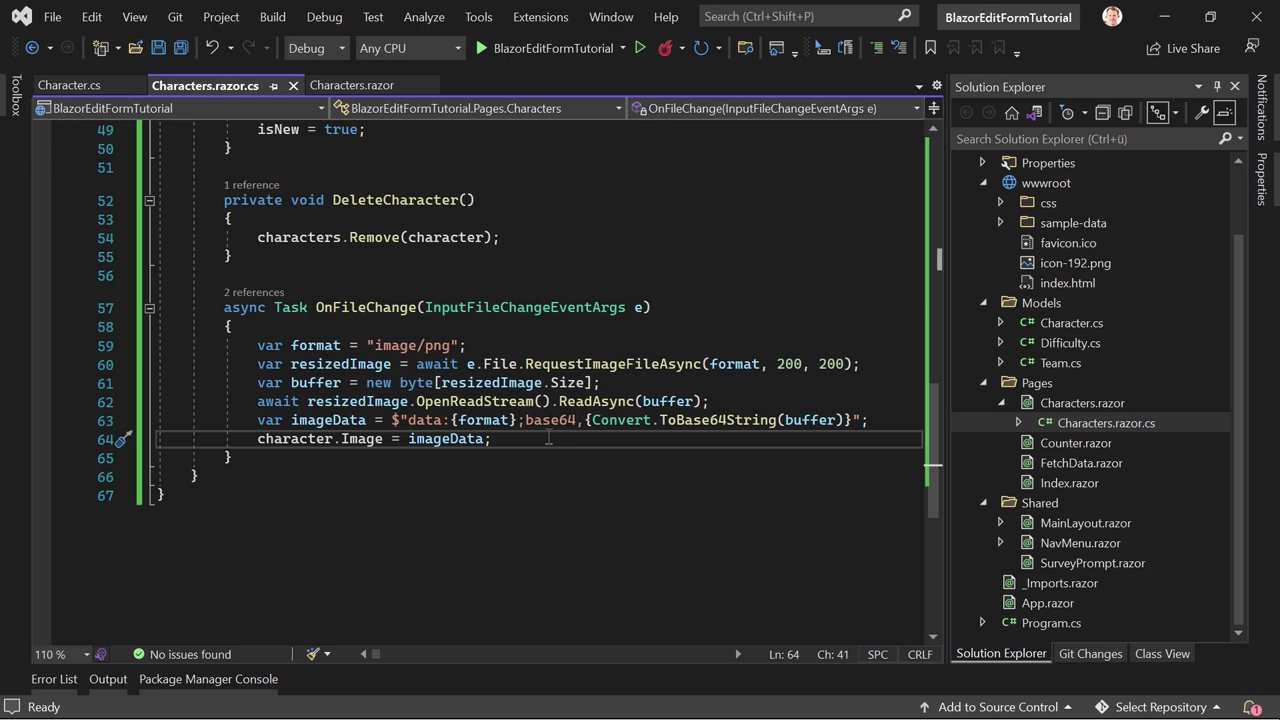 File Edit View Git Project Build Debug Test Analyze Tools Extensions Window Help Search (Ctrl+Shift+P) BlazorEditFormTutorial
Debug Any CPU BlazorEditFormTutorial Live Share
Toolbox
Character.cs Characters.razor.cs Characters.razor
BlazorEditFormTutorial BlazorEditFormTutorial.Pages.Characters OnFileChange(InputFileChangeEventArgs e)
49 isNew = true;
50 }
51
1 reference
52 private void DeleteCharacter()
53 {
54 characters.Remove(character);
55 }
56
2 references
57 async Task OnFileChange(InputFileChangeEventArgs e)
58 {
59 var format = "image/png";
60 var resizedImage = await e.File.RequestImageFileAsync(format, 200, 200);
61 var buffer = new byte[resizedImage.Size];
62 await resizedImage.OpenReadStream().ReadAsync(buffer);
63 var imageData = $"data:{format};base64,{Convert.ToBase64String(buffer)}";
64 character.Image = imageData;
65 }
66 }
67 }
110 % No issues found Ln: 64 Ch: 41 SPC CRLF
Error List Output Package Manager Console
Solution Explorer
Search Solution Explorer (Ctrl+ü)
Properties
wwwroot
css
sample-data
favicon.ico
icon-192.png
index.html
Models
C# Character.cs
C# Difficulty.cs
C# Team.cs
Pages
Characters.razor
C# Characters.razor.cs
Counter.razor
FetchData.razor
Index.razor
Shared
MainLayout.razor
NavMenu.razor
SurveyPrompt.razor
_Imports.razor
App.razor
C# Program.cs
Solution Explorer Git Changes Class View
Notifications
Properties
Ready Add to Source Control Select Repository 1